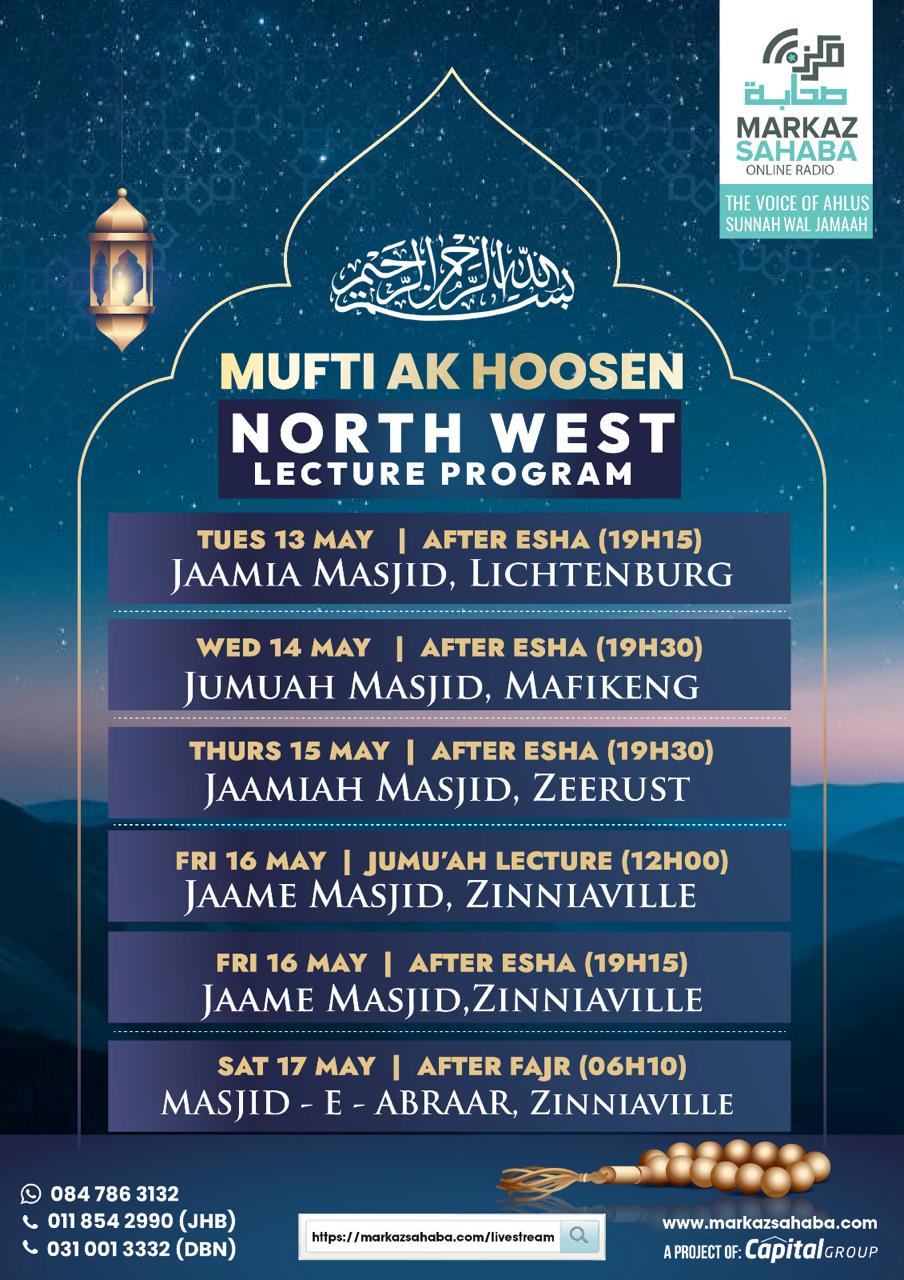 مركز
صحابة
MARKAZ
SAHABA
ONLINE RADIO
THE VOICE OF AHLUS
SUNNAH WAL JAMAAH
بسم الله الرحمن الرحيم
MUFTI AK HOOSEN
NORTH WEST
LECTURE PROGRAM
TUES 13 MAY | AFTER ESHA (19H15)
JAAMIA MASJID, LICHTENBURG
WED 14 MAY | AFTER ESHA (19H30)
JUMUAH MASJID, MAFIKENG
THURS 15 MAY | AFTER ESHA (19H30)
JAAMIAH MASJID, ZEERUST
FRI 16 MAY | JUMU'AH LECTURE (12H00)
JAAME MASJID, ZINNIAVILLE
FRI 16 MAY | AFTER ESHA (19H15)
JAAME MASJID,ZINNIAVILLE
SAT 17 MAY | AFTER FAJR (06H10)
MASJID - E - ABRAAR, ZINNIAVILLE
084 786 3132
011 854 2990 (JHB)
031 001 3332 (DBN)
https://markazsahaba.com/livestream
www.markazsahaba.com
A PROJECT OF: Capital GROUP